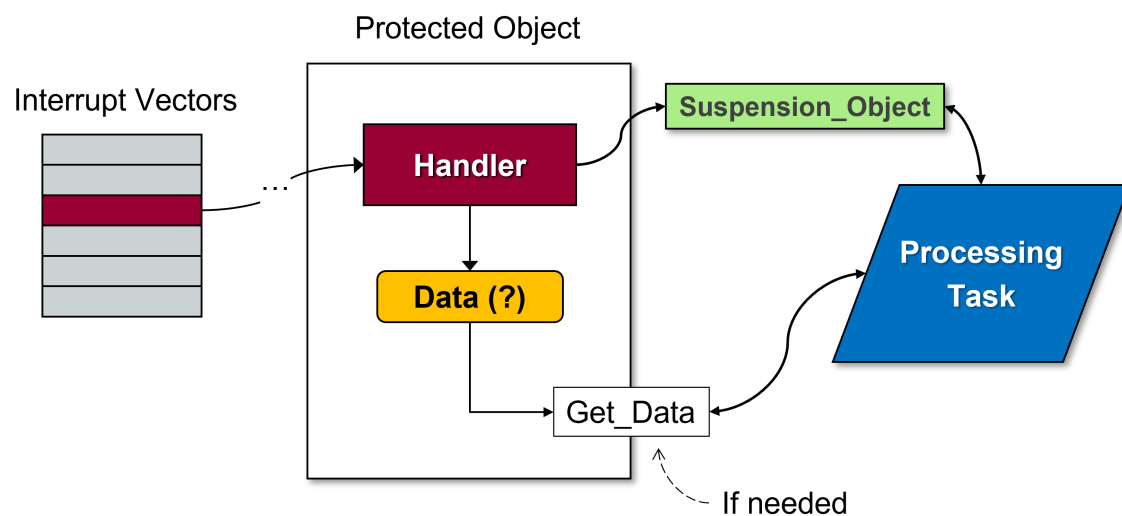 Protected Object
Interrupt Vectors
Suspension_Object
Handler
...
Processing
Task
Data (?)
Get_Data
If needed